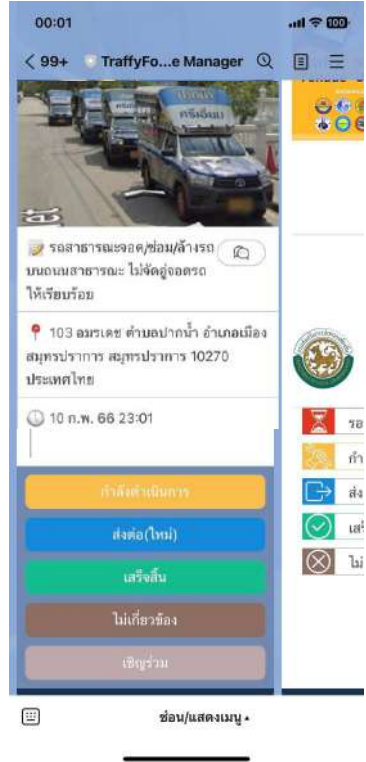 00:01
100
99+
TraffyFo...e Manager
ศรีเอี่ยม
📝 รถสาธารณะจอด/ซ่อม/ล้างรถ
บนถนนสาธารณะ ไม่จัดอู่จอดรถ
ให้เรียบร้อย
📍 103 อมรเดช ตำบลปากน้ำ อำเภอเมือง
สมุทรปราการ สมุทรปราการ 10270
ประเทศไทย
🕓 10 ก.พ. 66 23:01
กำลังดำเนินการ
ส่งต่อ(ใหม่)
เสร็จสิ้น
ไม่เกี่ยวข้อง
เชิญร่วม
รอ
กำ
ส่ง
เสร็
ไม่
ซ่อน/แสดงเมนู